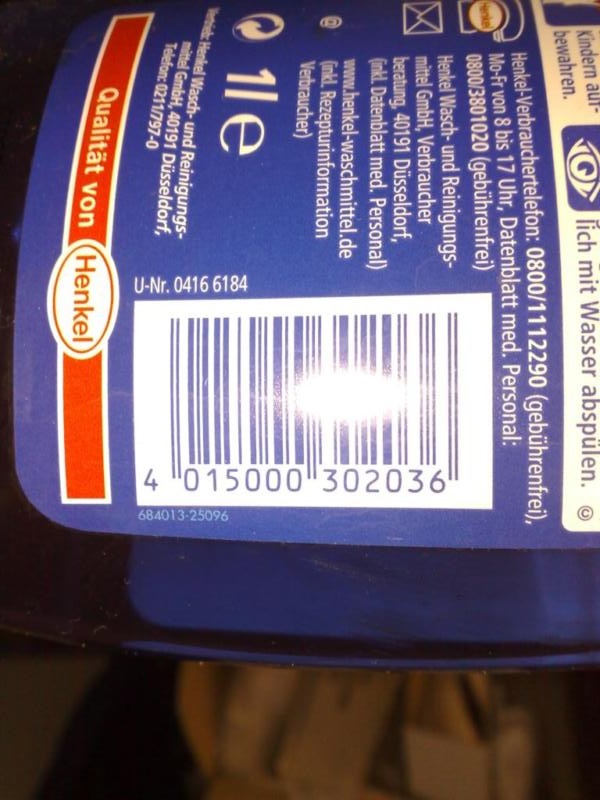 Kindern auf-
bewahren.
lich mit Wasser abspülen. ©
Henkel
Henkel-Verbrauchertelefon: 0800/1112290 (gebührenfrei),
Mo-Fr von 8 bis 17 Uhr, Datenblatt med. Personal:
0800/3801020 (gebührenfrei)
Henkel Wasch- und Reinigungs-
mittel GmbH, Verbraucher
beratung, 40191 Düsseldorf,
(inkl. Datenblatt med. Personal)
@ www.henkel-waschmittel.de
(inkl. Rezepturinformation
Verbraucher)
1l e
Vertrieb: Henkel Wasch- und Reinigungs-
mittel GmbH, 40191 Düsseldorf,
Telefon: 0211/797-0
Qualität von Henkel
U-Nr. 0416 6184
4 015000 302036
684013-25096